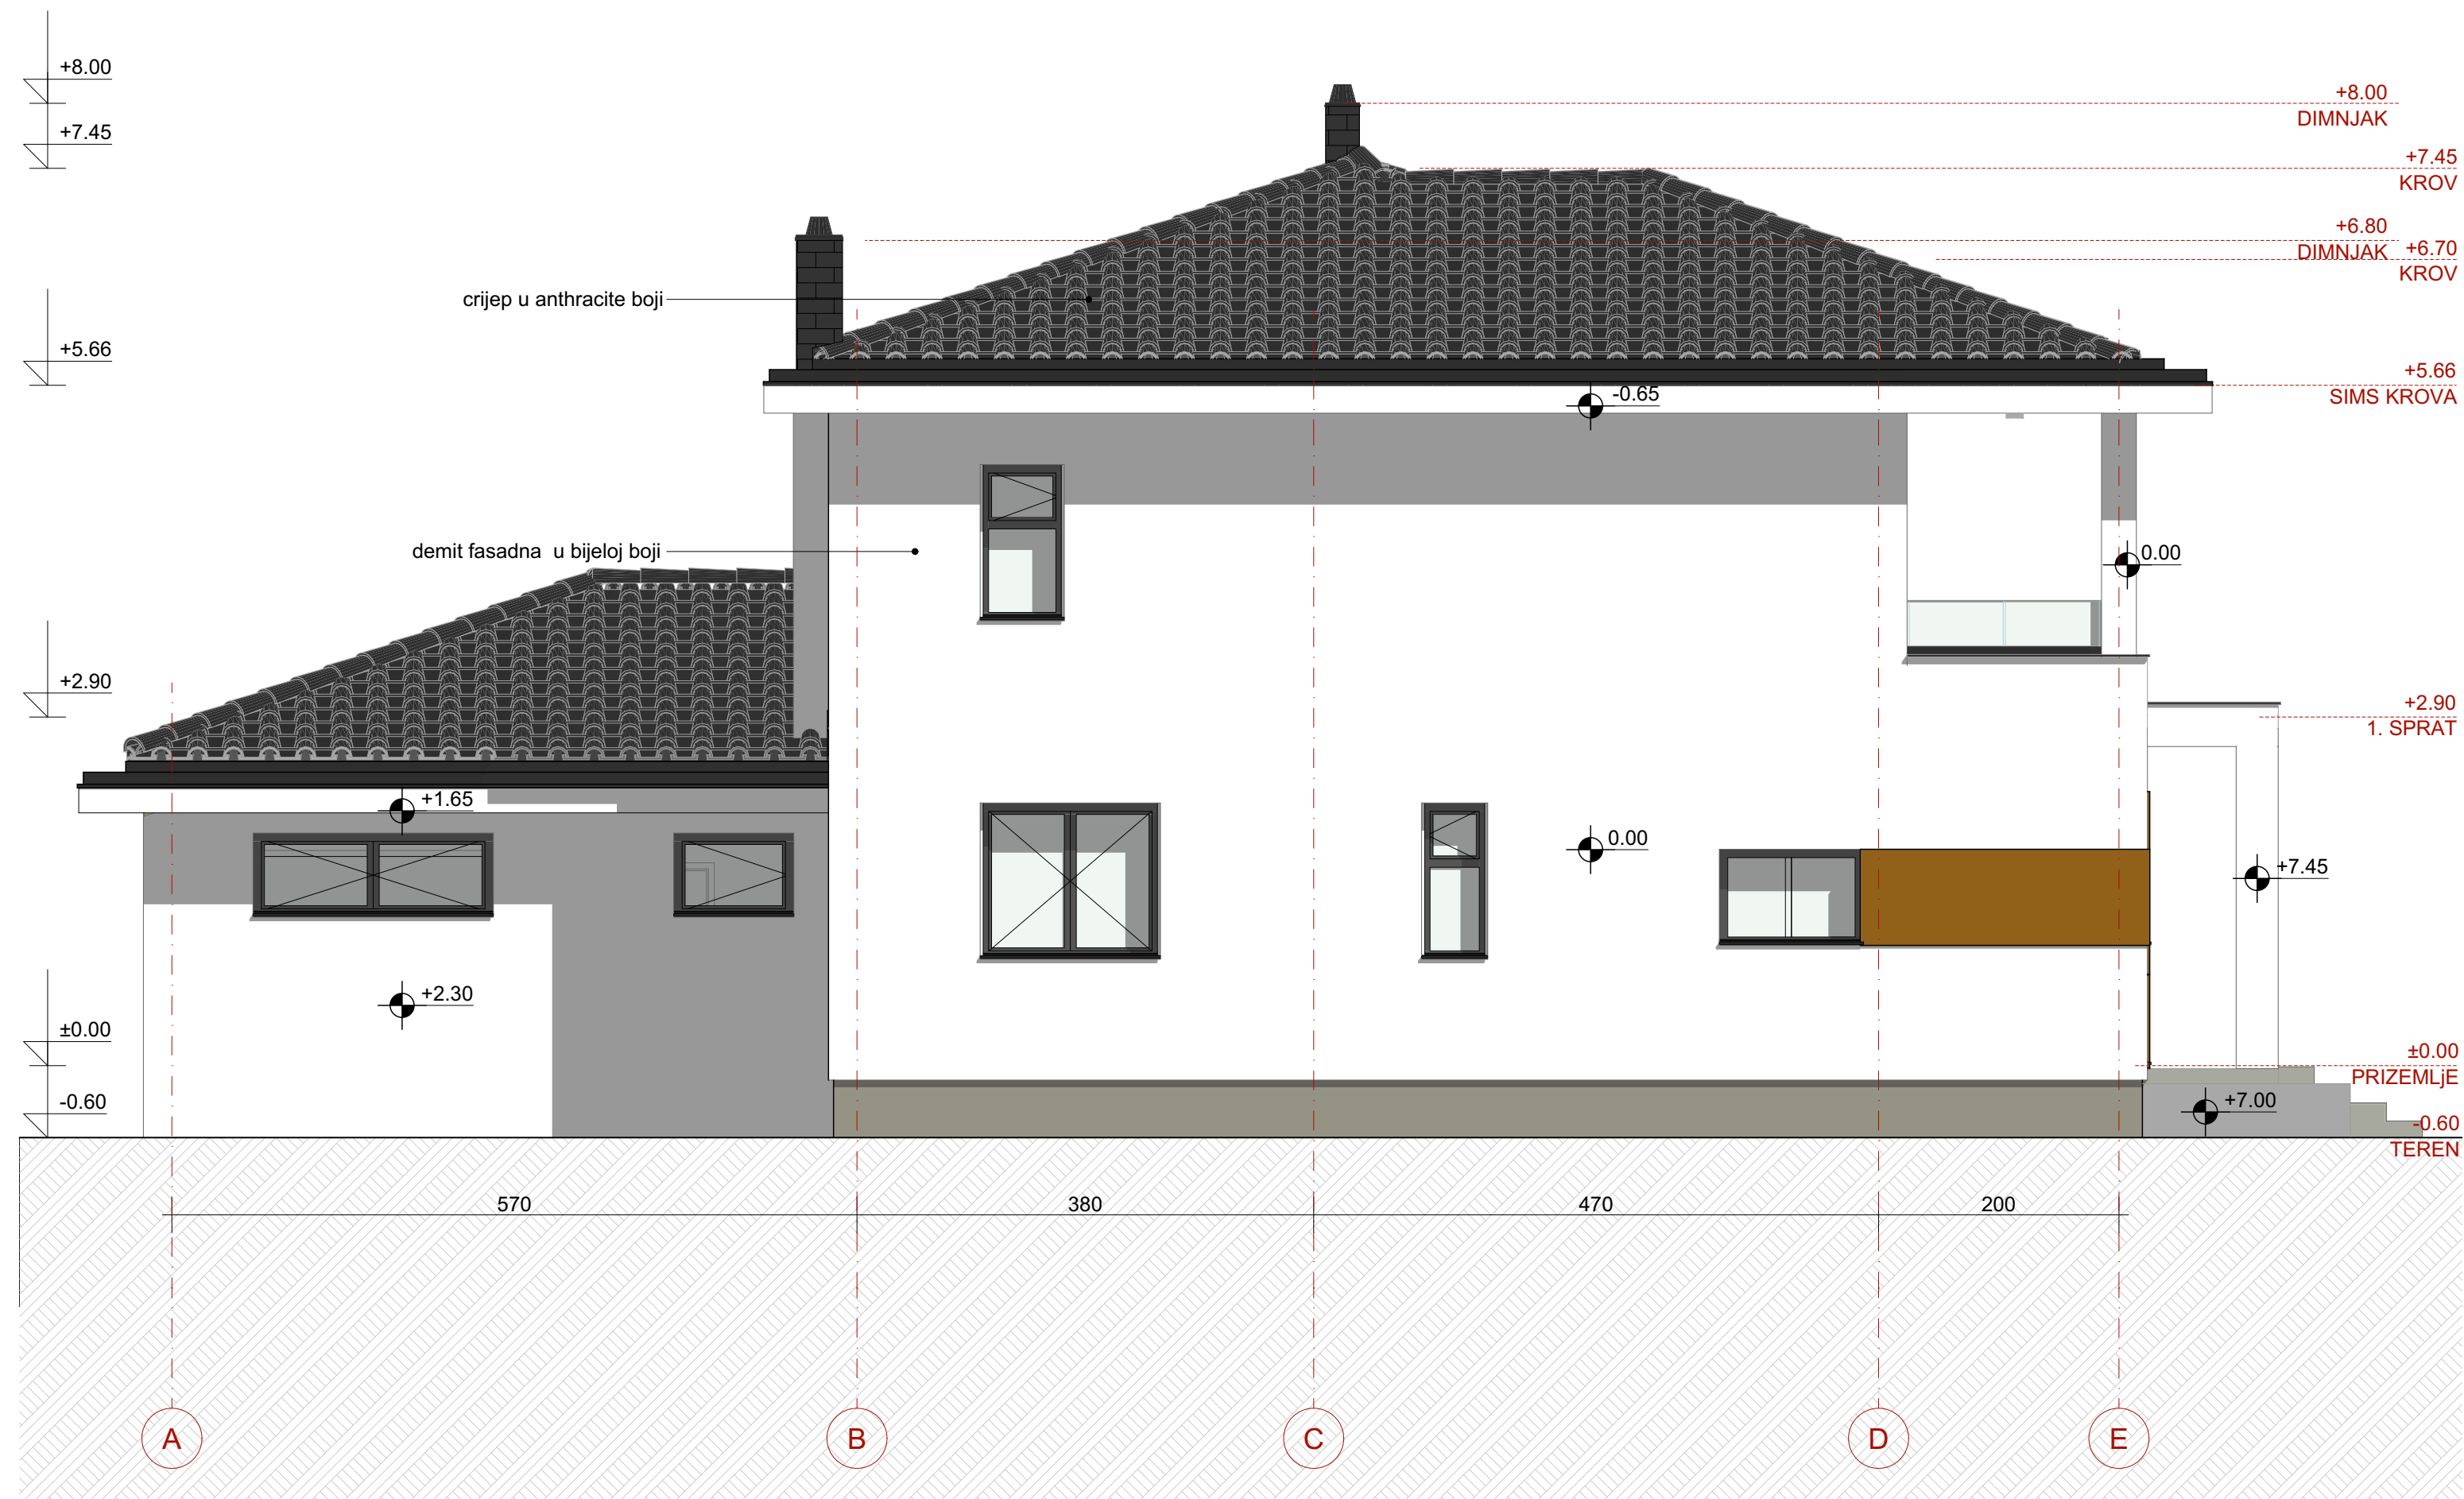 +8.00
+8.00
DIMNJAK
+7.45
+7.45
KROV
+6.80
DIMNJAK
+6.70
KROV
crijep u anthracite boji
+5.66
+5.66
SIMS KROVA
-0.65
demit fasadna  u bijeloj boji
0.00
+2.90
+2.90
1. SPRAT
+1.65
0.00
+7.45
+2.30
±0.00
±0.00
PRIZEMLjE
-0.60
+7.00
-0.60
TEREN
570
380
470
200
A
B
C
D
E